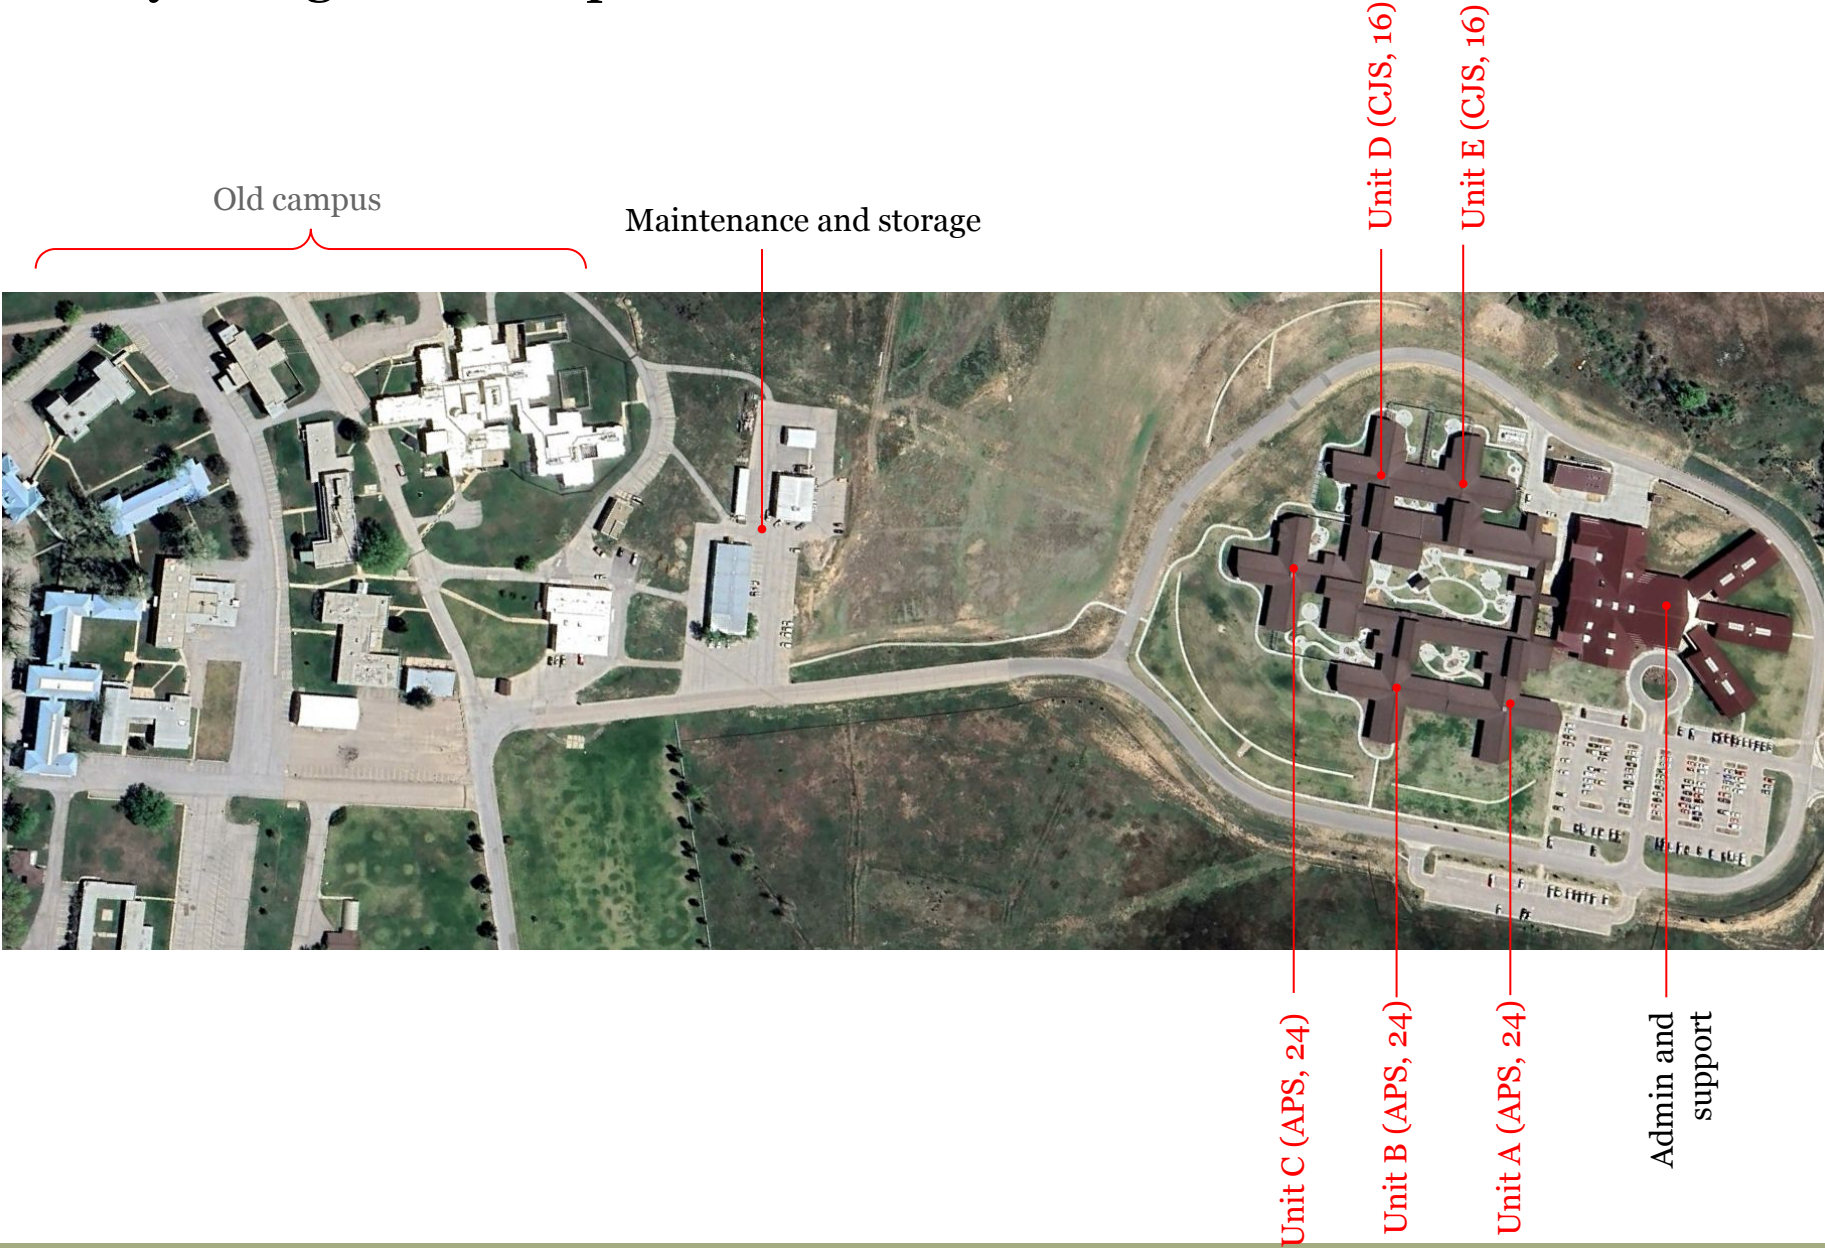 Unit D (CJS, 16)
Unit E (CJS, 16)
Old campus
Maintenance and storage
Unit C (APS, 24)
Unit B (APS, 24)
Unit A (APS, 24)
Admin and
support